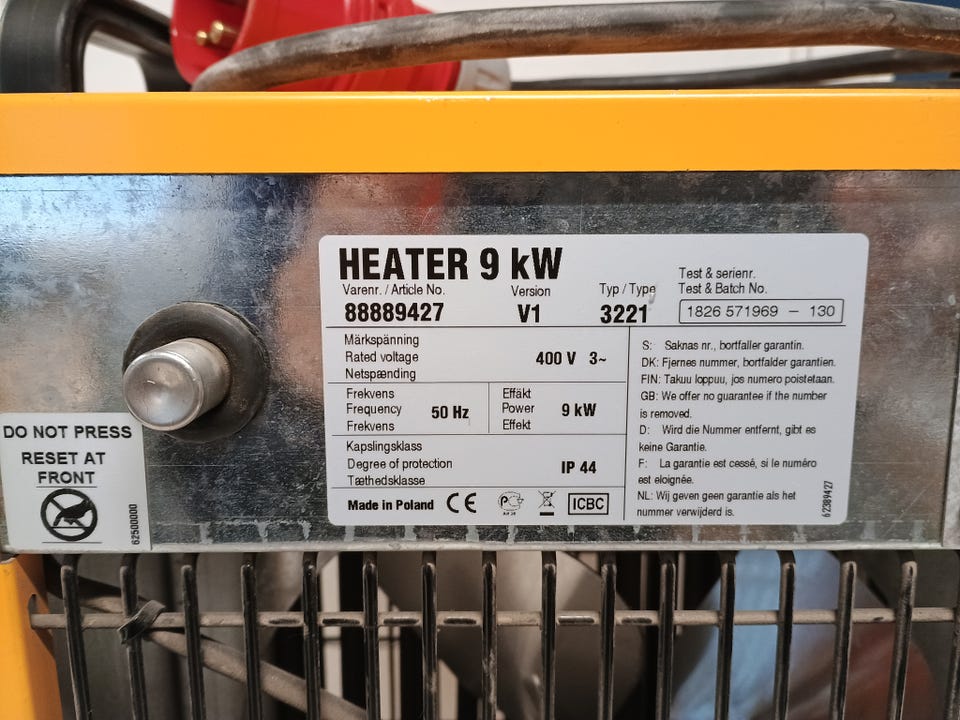 HEATER 9 kW
Varenr. / Article No.
88889427
Version
V1
Typ / Type
3221
Test & serienr.
Test & Batch No.
1826 571969 – 130
Märkspänning
Rated voltage
Netspænding
400 V 3~
Frekvens
Frequency
Frekvens
50 Hz
Effäkt
Power
Effekt
9 kW
Kapslingsklass
Degree of protection
Tæthedsklasse
IP 44
Made in Poland CE
ICBC
S: Saknas nr., bortfaller garantin.
DK: Fjernes nummer, bortfalder garantien.
FIN: Takuu loppuu, jos numero poistetaan.
GB: We offer no guarantee if the number
is removed.
D: Wird die Nummer entfernt, gibt es
keine Garantie.
F: La garantie est cessé, si le numéro
est eloignée.
NL: Wij geven geen garantie als het
nummer verwijderd is.
62389427
DO NOT PRESS
RESET AT
FRONT
62500000